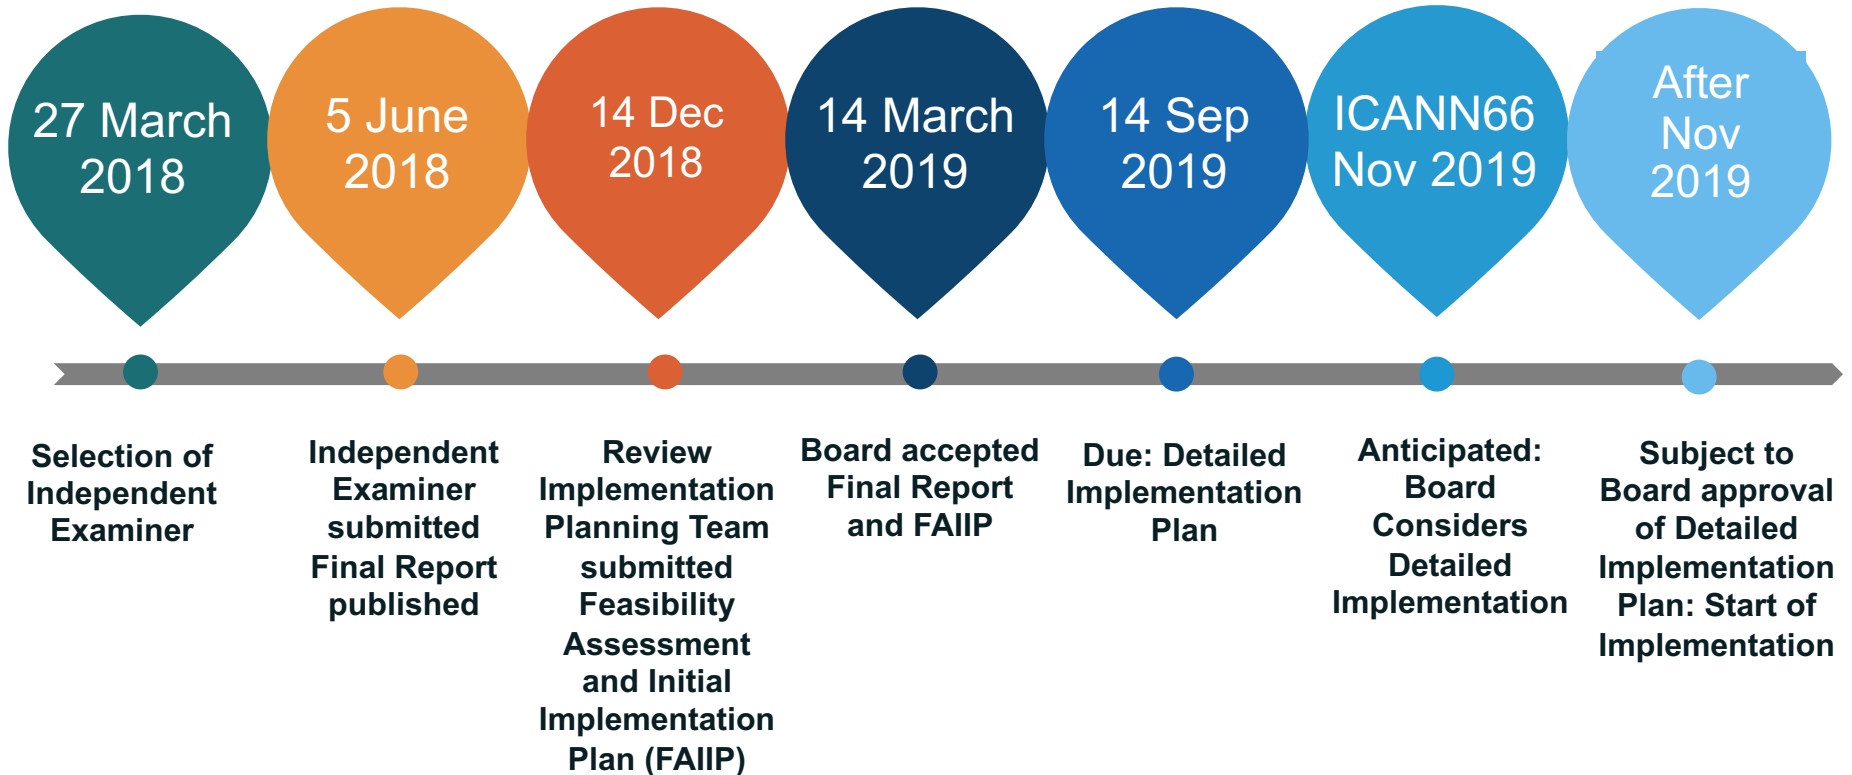 27 March
2018
5 June
2018
14 Dec
2018
14 March
2019
14 Sep
2019
ICANN66
Nov 2019
After
Nov
2019
Selection of
Independent
Examiner
Independent
Examiner
submitted
Final Report
published
Review
Implementation
Planning Team
submitted
Feasibility
Assessment
and Initial
Implementation
Plan (FAIIP)
Board accepted
Final Report
and FAIIP
Due: Detailed
Implementation
Plan
Anticipated:
Board
Considers
Detailed
Implementation
Subject to
Board approval
of Detailed
Implementation
Plan: Start of
Implementation